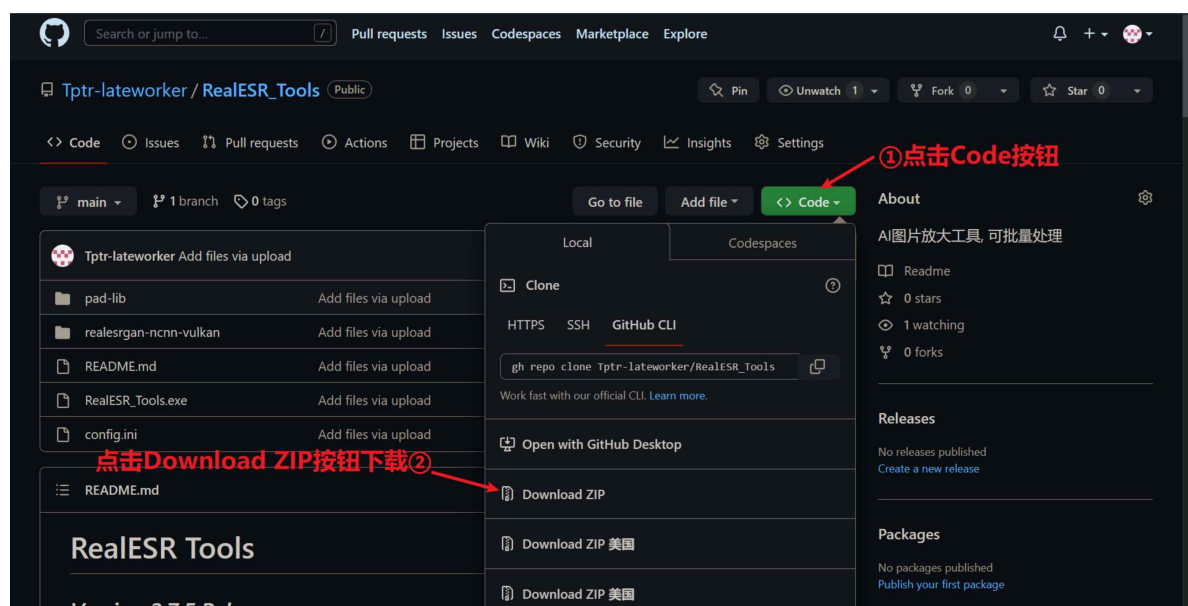 Search or jump to...
/
Pull requests Issues Codespaces Marketplace Explore
Tptr-lateworker / RealESR_Tools Public
Pin
Unwatch 1
Fork 0
Star 0
Code Issues Pull requests Actions Projects Wiki Security Insights Settings
①点击Code按钮
main 1 branch 0 tags
Go to file Add file Code
About
AI图片放大工具, 可批量处理
Readme
0 stars
1 watching
0 forks
Releases
No releases published
Create a new release
Packages
No packages published
Publish your first package
Local Codespaces
Clone
HTTPS SSH GitHub CLI
gh repo clone Tptr-lateworker/RealESR_Tools
Work fast with our official CLI. Learn more.
Open with GitHub Desktop
Download ZIP
Download ZIP 美国
Download ZIP 美国
Tptr-lateworker Add files via upload
pad-lib Add files via upload
realesrgan-ncnn-vulkan Add files via upload
README.md Add files via upload
RealESR_Tools.exe Add files via upload
config.ini Add files via upload
点击Download ZIP按钮下载②
README.md
RealESR Tools